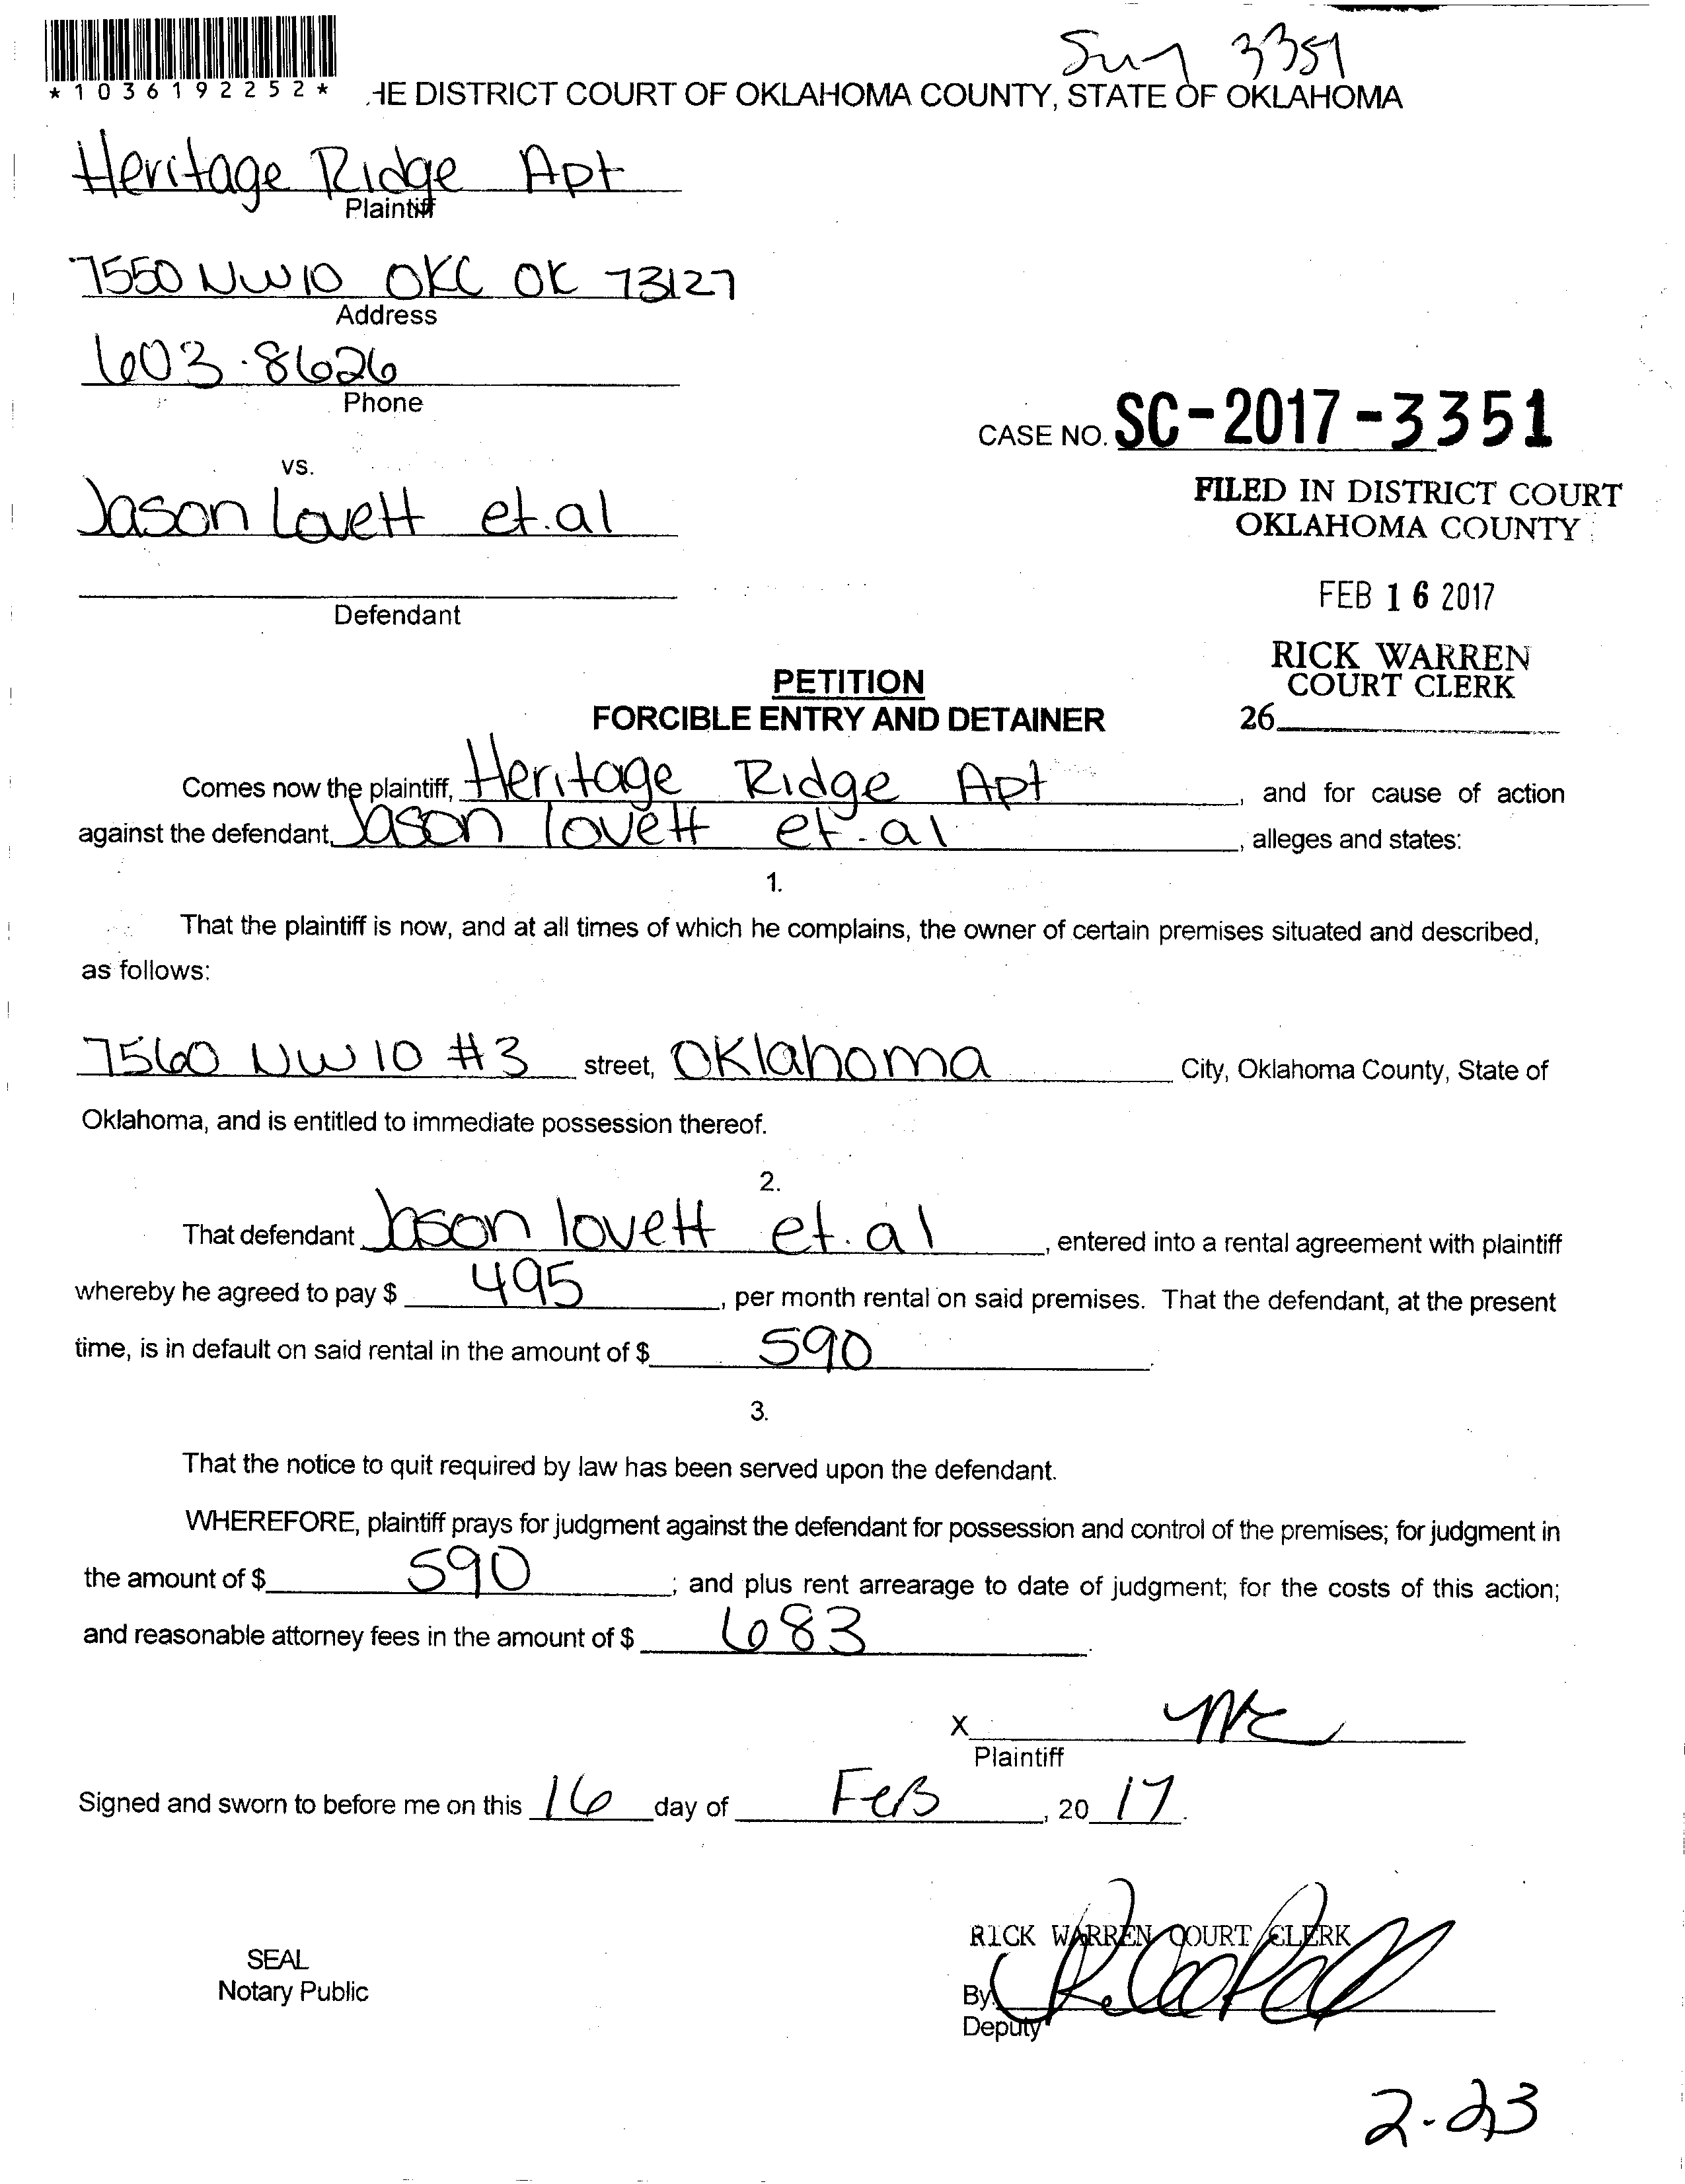 3351
*1036192252*
HE DISTRICT COURT OF OKLAHOMA COUNTY, STATE OF OKLAHOMA
Heritage Ridge Apt
Plaintiff
7550 NW 10 OKC OK 73127
Address
603-8626
Phone
CASE NO. SC-2017-3351
vs.
FILED IN DISTRICT COURT
OKLAHOMA COUNTY
Jason Lovett et.al
FEB 16 2017
Defendant
RICK WARREN
COURT CLERK
26
PETITION
FORCIBLE ENTRY AND DETAINER
Comes now the plaintiff, Heritage Ridge Apt, and for cause of action
against the defendant, Jason lovett et.al, alleges and states:
1.
That the plaintiff is now, and at all times of which he complains, the owner of certain premises situated and described,
as follows:
7560 NW 10 #3 street, Oklahoma City, Oklahoma County, State of
Oklahoma, and is entitled to immediate possession thereof.
2.
That defendant Jason lovett et.al, entered into a rental agreement with plaintiff
whereby he agreed to pay $ 495, per month rental on said premises. That the defendant, at the present
time, is in default on said rental in the amount of $ 590.
3.
That the notice to quit required by law has been served upon the defendant.
WHEREFORE, plaintiff prays for judgment against the defendant for possession and control of the premises; for judgment in
the amount of $ 590; and plus rent arrearage to date of judgment; for the costs of this action;
and reasonable attorney fees in the amount of $ 683.
X
Plaintiff
Signed and sworn to before me on this 16 day of Feb, 2017.
RICK WARREN COURT CLERK
SEAL
Notary Public
By
Deputy
2-23